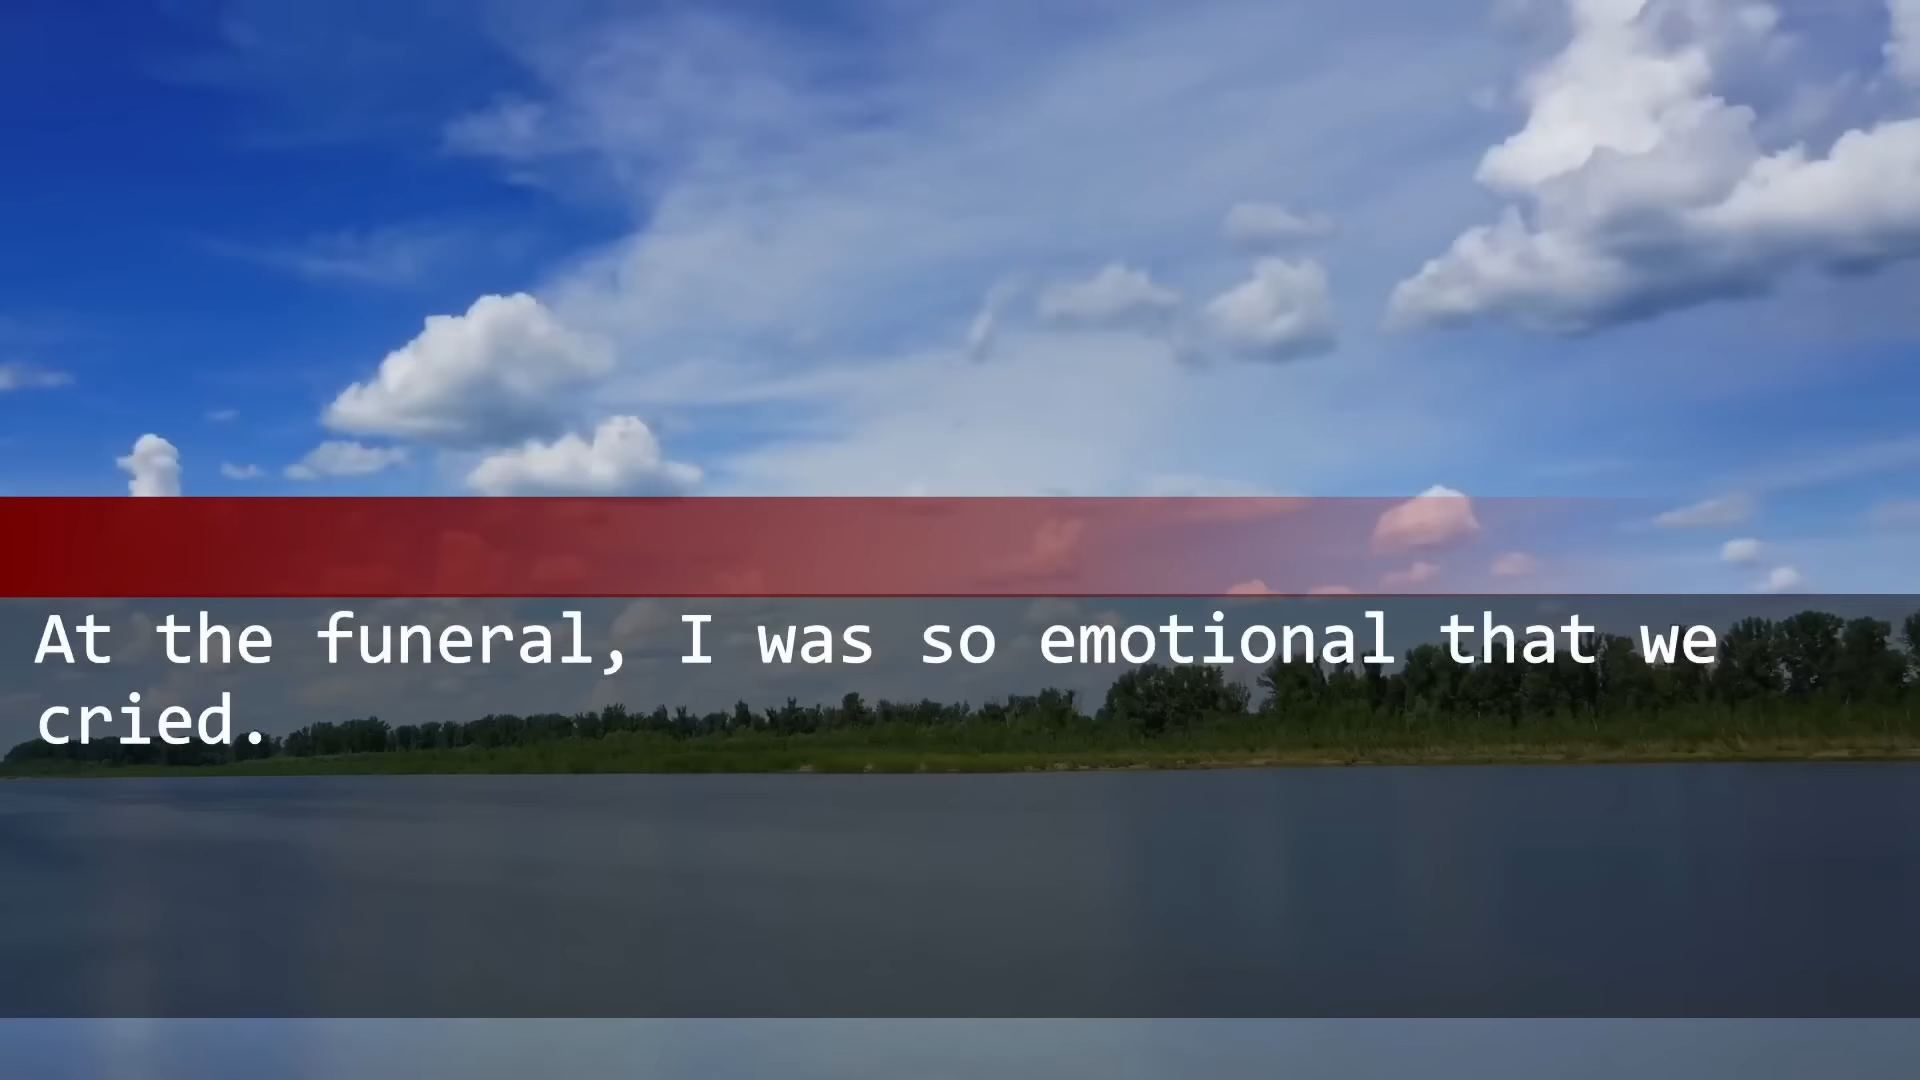 At the funeral, I was so emotional that we
cried.